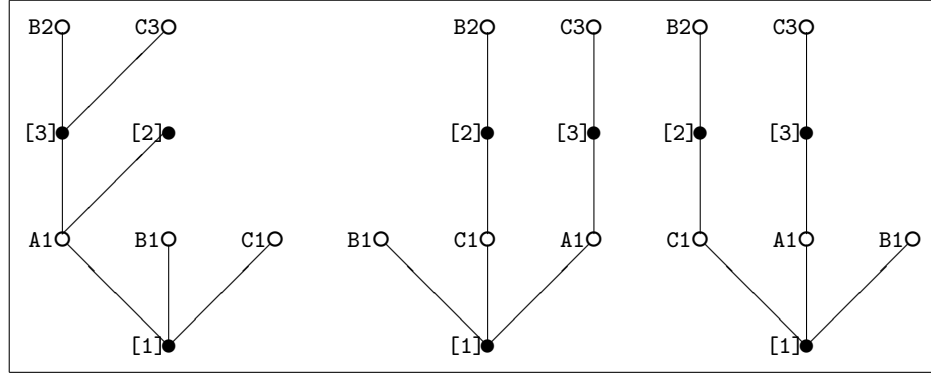 B2 C3 B2 C3 B2 C3
[3] [2] [2] [3] [2] [3]
A1 B1 C1 B1 C1 A1 C1 A1 B1
[1] [1] [1]